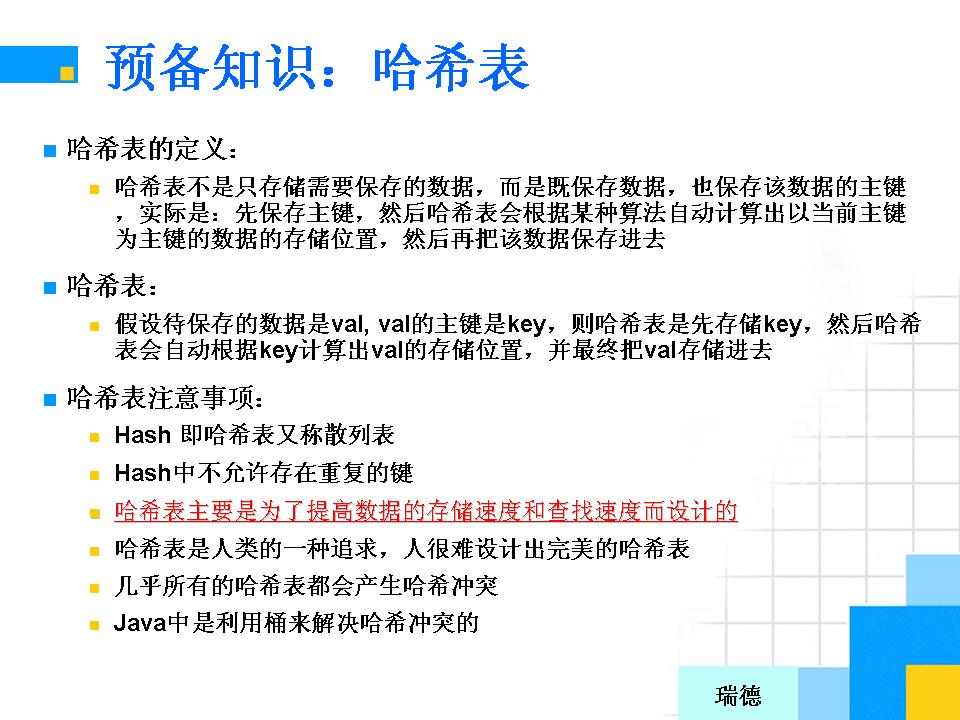 预备知识：哈希表
哈希表的定义：
哈希表不是只存储需要保存的数据，而是既保存数据，也保存该数据的主键
，实际是：先保存主键，然后哈希表会根据某种算法自动计算出以当前主键
为主键的数据的存储位置，然后再把该数据保存进去
哈希表：
假设待保存的数据是val, val的主键是key，则哈希表是先存储key，然后哈希
表会自动根据key计算出val的存储位置，并最终把val存储进去
哈希表注意事项：
Hash 即哈希表又称散列表
Hash中不允许存在重复的键
哈希表主要是为了提高数据的存储速度和查找速度而设计的
哈希表是人类的一种追求，人很难设计出完美的哈希表
几乎所有的哈希表都会产生哈希冲突
Java中是利用桶来解决哈希冲突的
瑞德